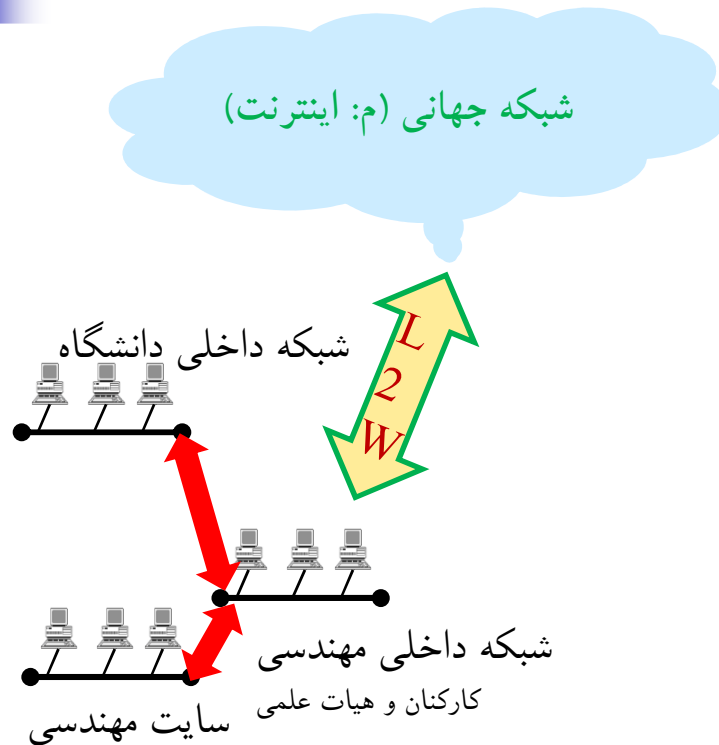 شبکه جهانی (م: اینترنت)
L
2
W
شبکه داخلی دانشگاه
شبکه داخلی مهندسی
کارکنان و هیات علمی
سایت مهندسی